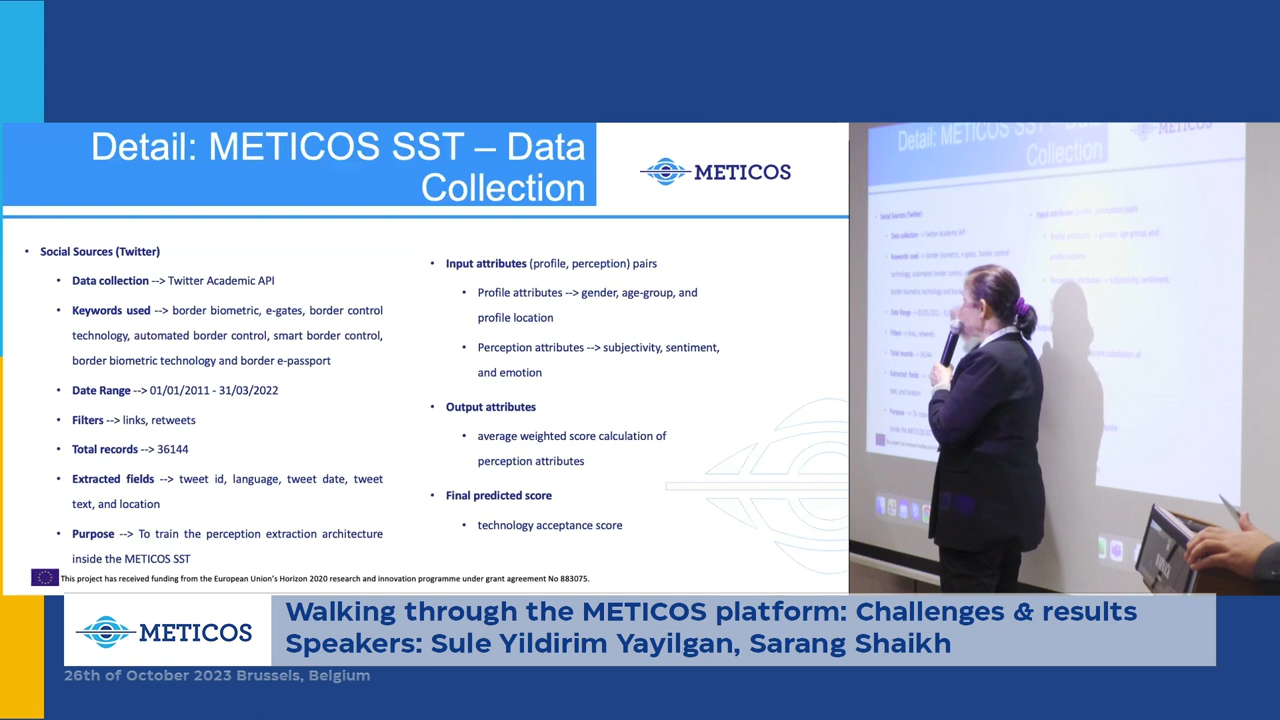 Detail: METICOS SST – Data
Collection
METICOS
• Social Sources (Twitter)
• Data collection --> Twitter Academic API
• Keywords used --> border biometric, e-gates, border control
technology, automated border control, smart border control,
border biometric technology and border e-passport
• Date Range --> 01/01/2011 - 31/03/2022
• Filters --> links, retweets
• Total records --> 36144
• Extracted fields --> tweet id, language, tweet date, tweet
text, and location
• Purpose --> To train the perception extraction architecture
inside the METICOS SST
• Input attributes (profile, perception) pairs
• Profile attributes --> gender, age-group, and
profile location
• Perception attributes --> subjectivity, sentiment,
and emotion
• Output attributes
• average weighted score calculation of
perception attributes
• Final predicted score
• technology acceptance score
This project has received funding from the European Union's Horizon 2020 research and innovation programme under grant agreement No 883075.
Detail: METICOS SST – Data
Collection
METICOS
Social Sources (Twitter)
METICOS
Walking through the METICOS platform: Challenges & results
Speakers: Sule Yildirim Yayilgan, Sarang Shaikh
26th of October 2023 Brussels, Belgium